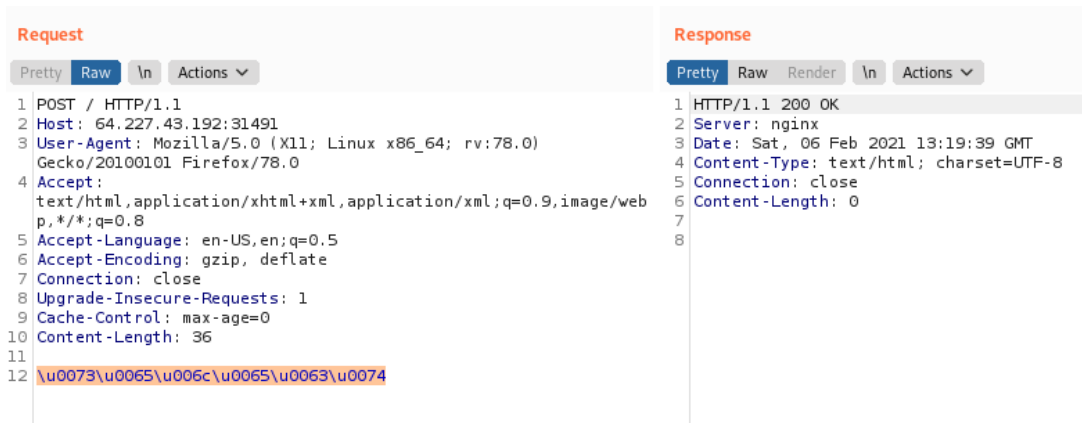 Request
Pretty Raw \n Actions
1 POST / HTTP/1.1
2 Host: 64.227.43.192:31491
3 User-Agent: Mozilla/5.0 (X11; Linux x86_64; rv:78.0)
Gecko/20100101 Firefox/78.0
4 Accept:
text/html,application/xhtml+xml,application/xml;q=0.9,image/web
p,*/*;q=0.8
5 Accept-Language: en-US,en;q=0.5
6 Accept-Encoding: gzip, deflate
7 Connection: close
8 Upgrade-Insecure-Requests: 1
9 Cache-Control: max-age=0
10 Content-Length: 36
11
12 \u0073\u0065\u006c\u0065\u0063\u0074
Response
Pretty Raw Render \n Actions
1 HTTP/1.1 200 OK
2 Server: nginx
3 Date: Sat, 06 Feb 2021 13:19:39 GMT
4 Content-Type: text/html; charset=UTF-8
5 Connection: close
6 Content-Length: 0
7
8